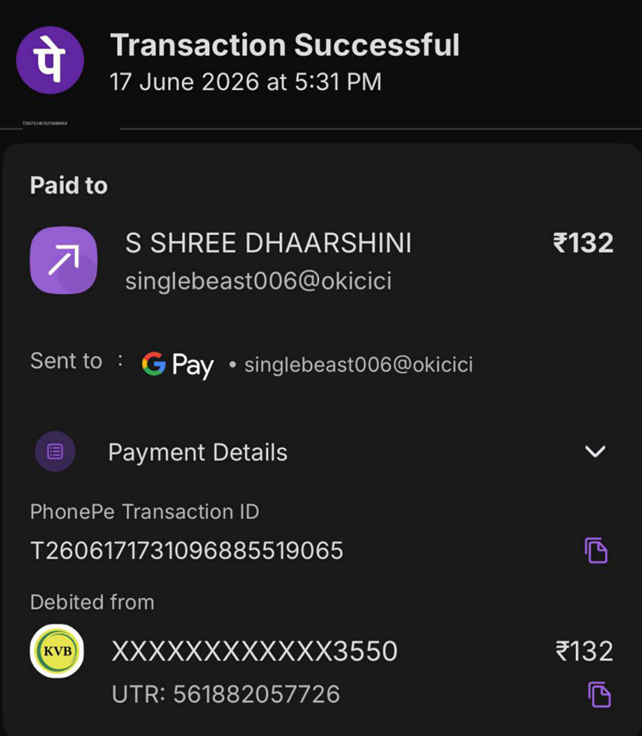 पे
Transaction Successful
17 June 2026 at 5:31 PM
Paid to
S SHREE DHAARSHINI ₹132
singlebeast006@okicici
Sent to : G Pay • singlebeast006@okicici
Payment Details
PhonePe Transaction ID
T2606171731096885519065
Debited from
KVB XXXXXXXXXXXX3550 ₹132
UTR: 561882057726